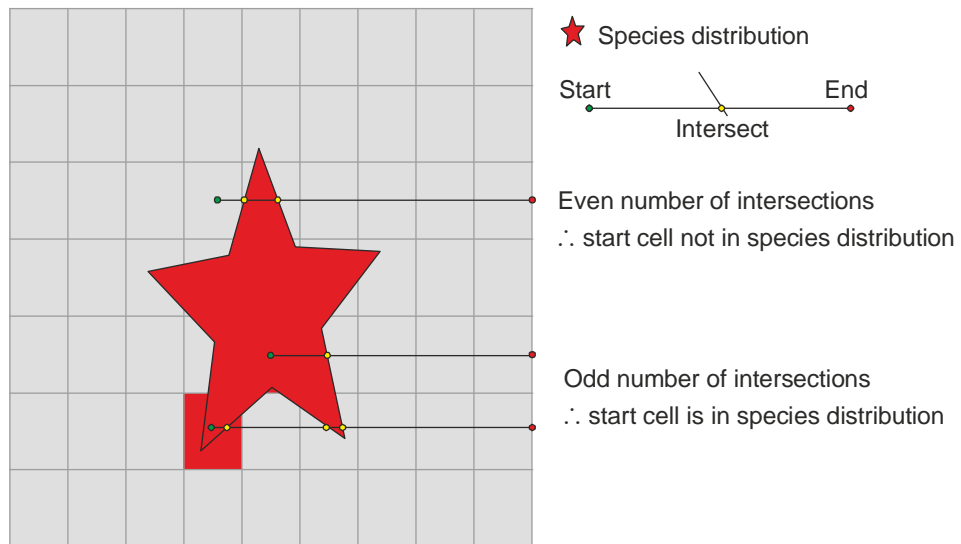 Species distribution
Start
End
Intersect
Even number of intersections
∴ start cell not in species distribution
Odd number of intersections
∴ start cell is in species distribution